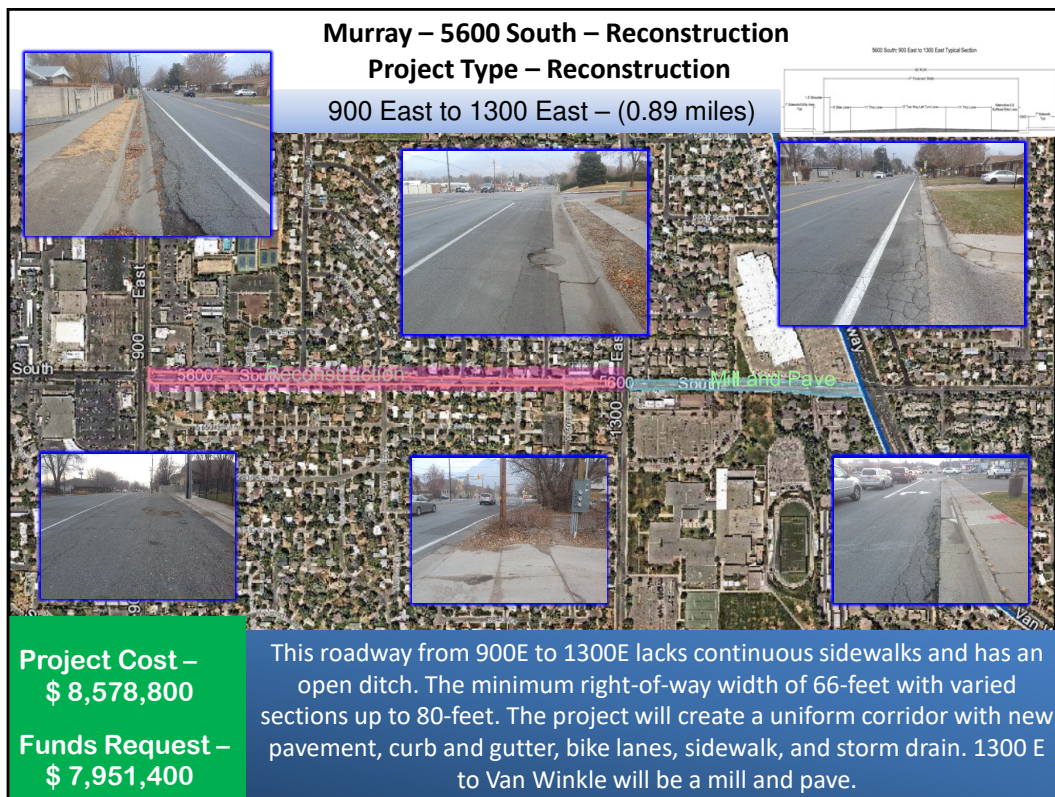 Murray – 5600 South – Reconstruction
Project Type – Reconstruction
5600 South; 900 East to 1300 East Typical Section
900 East to 1300 East – (0.89 miles)
900 East
South
5600 South
Reconstruction
5600 South
Mill and Pave
1300 East
way
Van W
Project Cost –
$ 8,578,800
Funds Request –
$ 7,951,400
This roadway from 900E to 1300E lacks continuous sidewalks and has an
open ditch. The minimum right-of-way width of 66-feet with varied
sections up to 80-feet. The project will create a uniform corridor with new
pavement, curb and gutter, bike lanes, sidewalk, and storm drain. 1300 E
to Van Winkle will be a mill and pave.